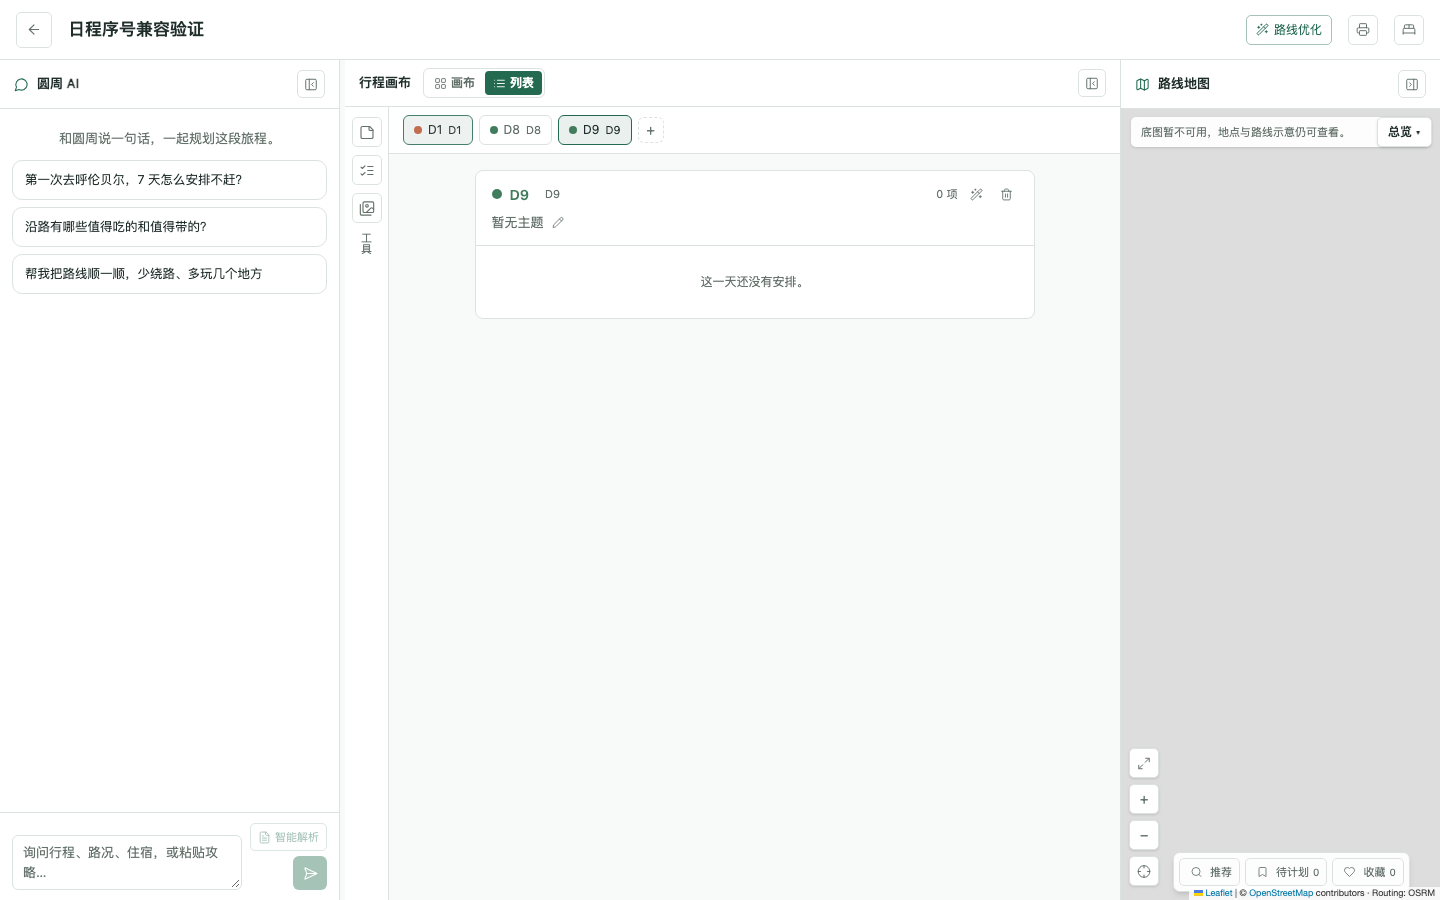 日程序号兼容验证
路线优化
圆周 AI
和圆周说一句话，一起规划这段旅程。
第一次去呼伦贝尔，7 天怎么安排不赶？
沿路有哪些值得吃的和值得带的？
帮我把路线顺一顺，少绕路、多玩几个地方
智能解析
询问行程、路况、住宿，或粘贴攻
略...
行程画布
画布
列表
D1 D1
D8 D8
D9 D9
+
工
具
D9 D9
0 项
暂无主题
这一天还没有安排。
路线地图
底图暂不可用，地点与路线示意仍可查看。
总览 ▾
+
−
推荐
待计划 0
收藏 0
Leaflet | © OpenStreetMap contributors · Routing: OSRM